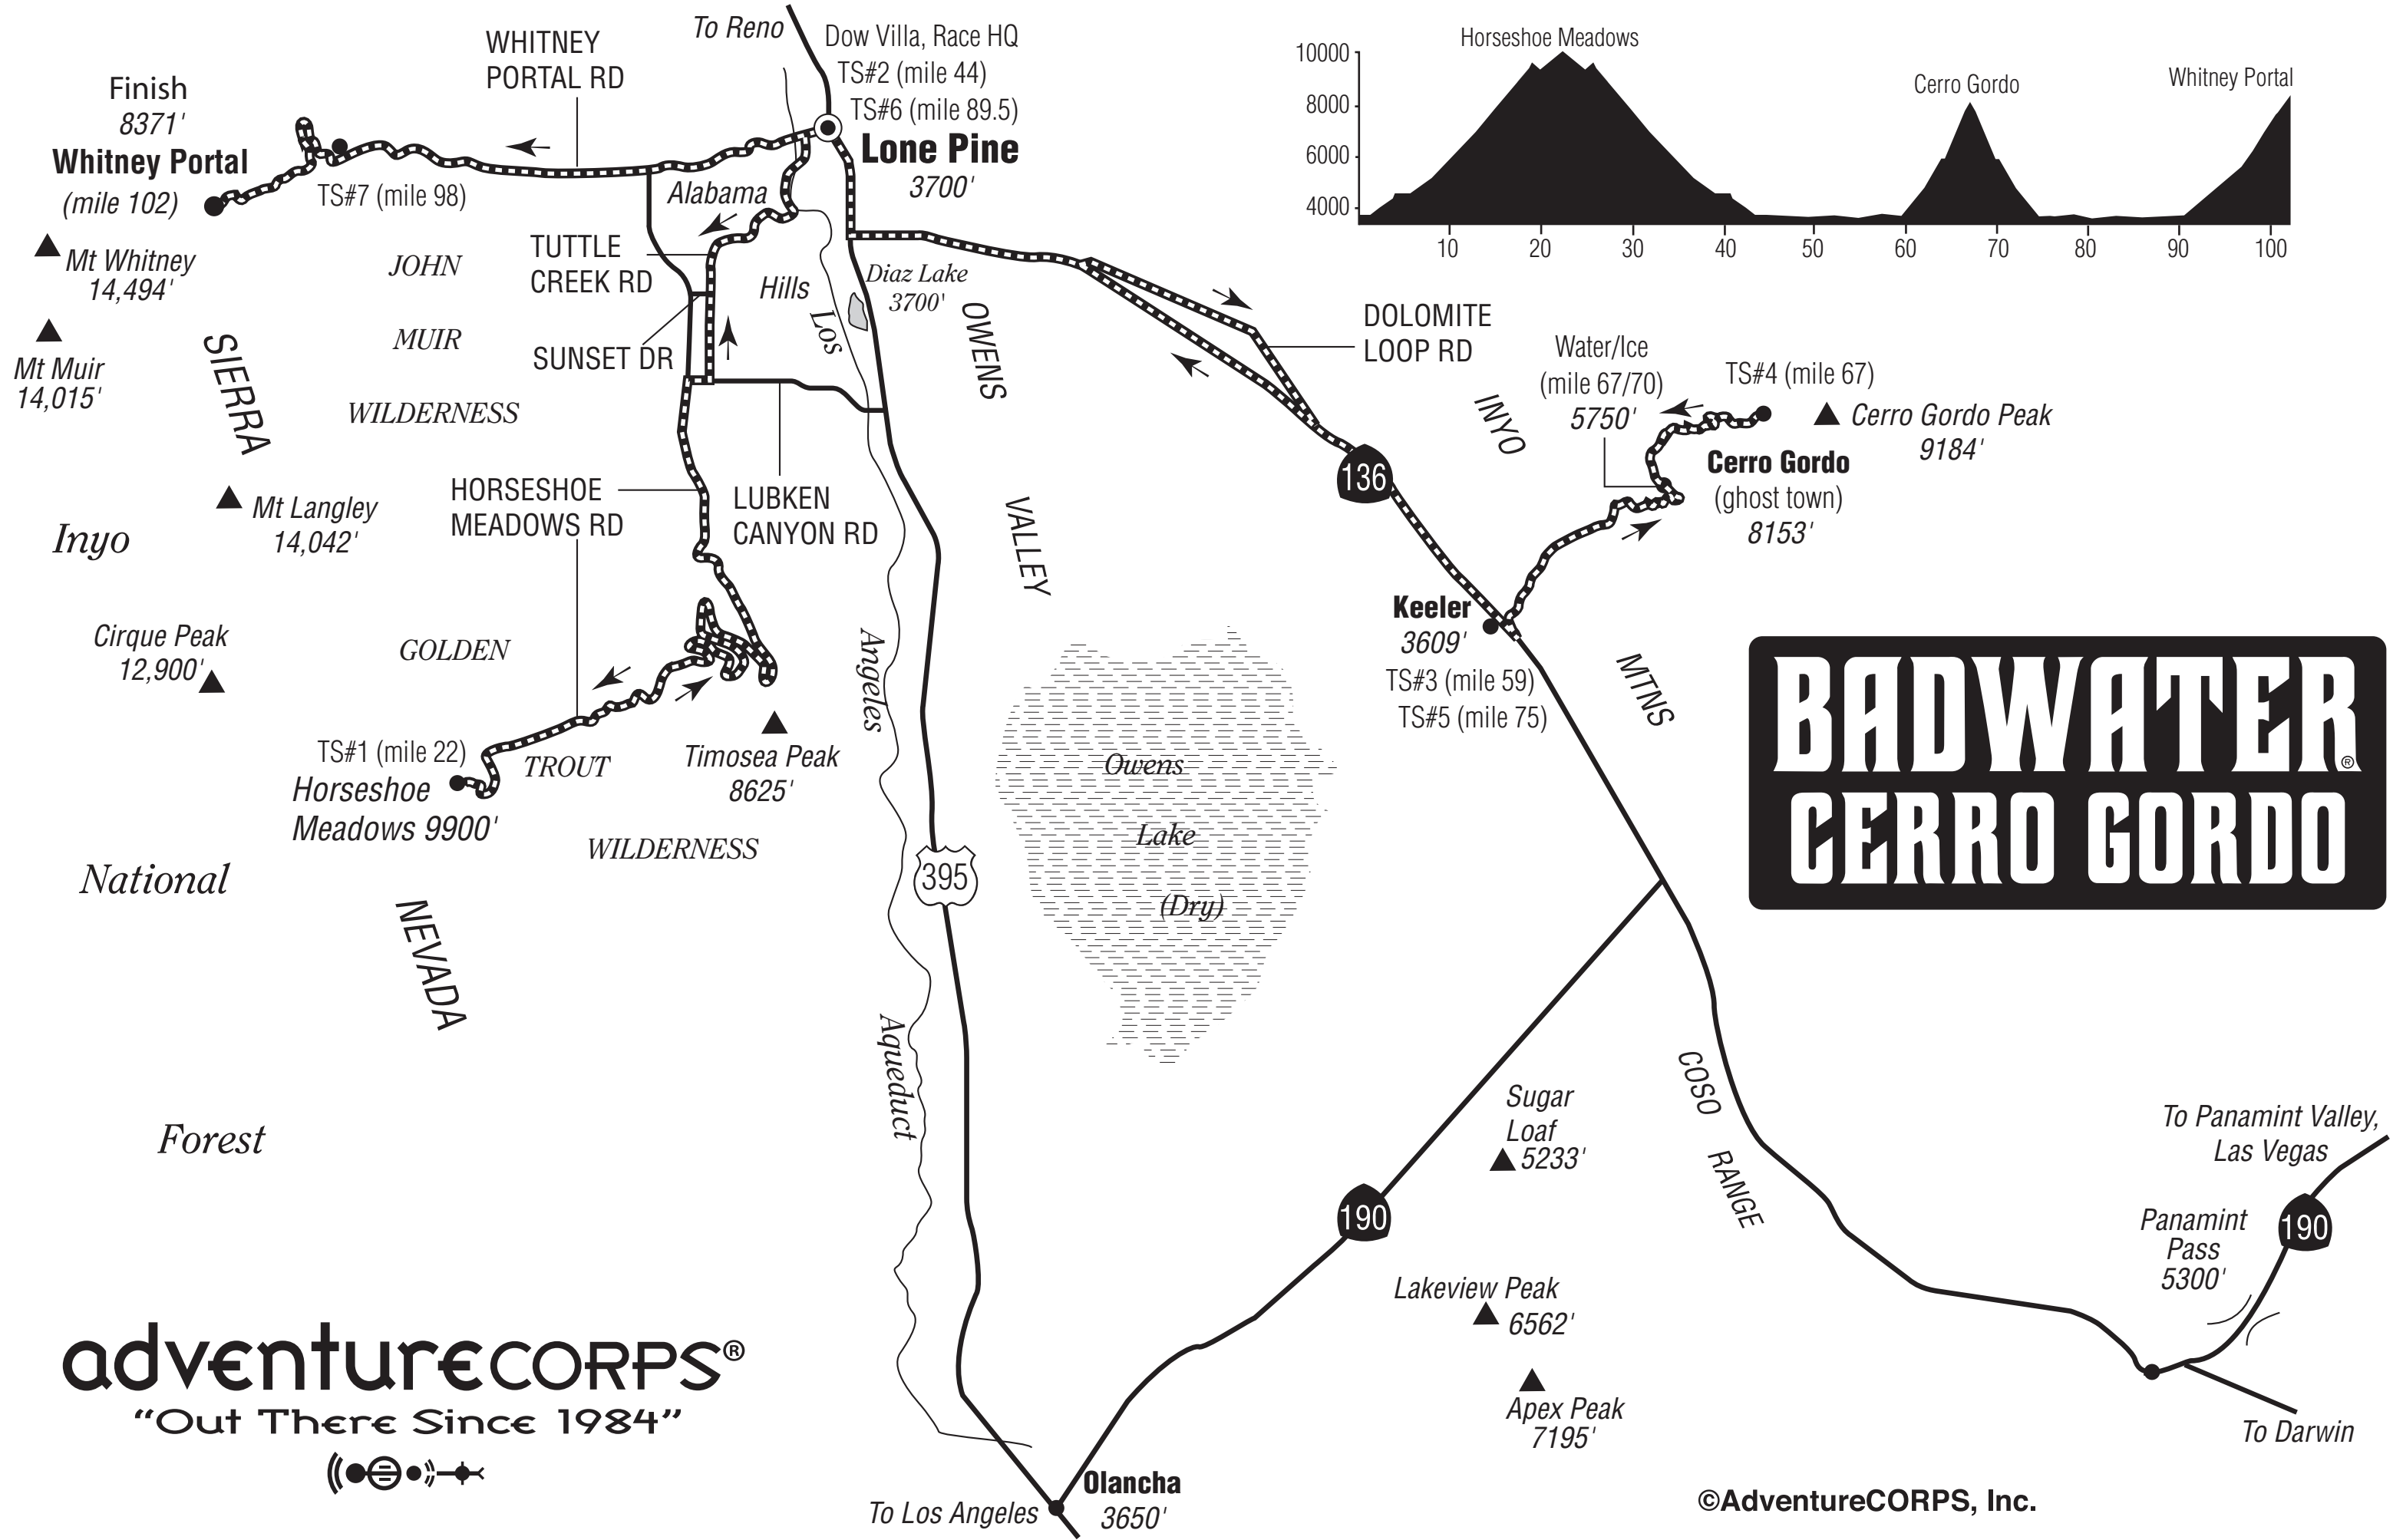 To Reno
Dow Villa, Race HQ
TS#2 (mile 44)
TS#6 (mile 89.5)
Lone Pine
3700'
WHITNEY
PORTAL RD
Finish
8371'
Whitney Portal
(mile 102)
TS#7 (mile 98)
Mt Whitney
14,494'
Mt Muir
14,015'
JOHN
MUIR
WILDERNESS
SIERRA
NEVADA
Alabama
Hills
TUTTLE
CREEK RD
SUNSET DR
Diaz Lake
3700'
Los
Angeles
Aqueduct
OWENS
VALLEY
HORSESHOE
MEADOWS RD
LUBKEN
CANYON RD
Mt Langley
14,042'
Inyo
National
Forest
Cirque Peak
12,900'
GOLDEN
TROUT
WILDERNESS
TS#1 (mile 22)
Horseshoe
Meadows 9900'
Timosea Peak
8625'
395
Owens
Lake
(Dry)
Horseshoe Meadows
Cerro Gordo
Whitney Portal
10000
8000
6000
4000
10 20 30 40 50 60 70 80 90 100
DOLOMITE
LOOP RD
136
INYO
MTNS
Water/Ice
(mile 67/70)
5750'
TS#4 (mile 67)
Cerro Gordo Peak
9184'
Cerro Gordo
(ghost town)
8153'
Keeler
3609'
TS#3 (mile 59)
TS#5 (mile 75)
BADWATER®
CERRO GORDO
COSO RANGE
Sugar
Loaf
5233'
190
Lakeview Peak
6562'
Apex Peak
7195'
To Panamint Valley,
Las Vegas
Panamint
Pass
5300'
190
To Darwin
Olancha
3650'
To Los Angeles
adventureCORPS®
“Out There Since 1984”
©AdventureCORPS, Inc.